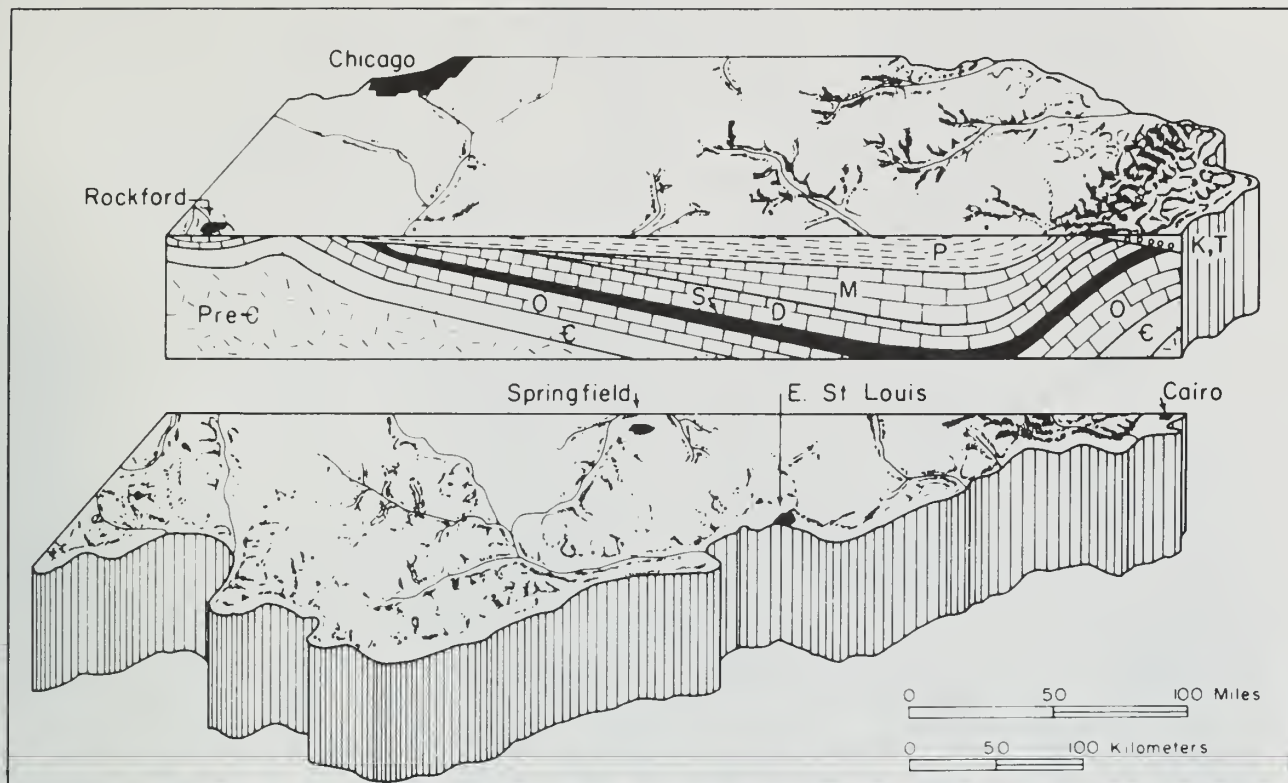 Chicago
Rockford
K,T
P
M
S
D
O
O
Pre-Є
Є
Є
Springfield
E. St Louis
Cairo
0 50 100 Miles
0 50 100 Kilometers